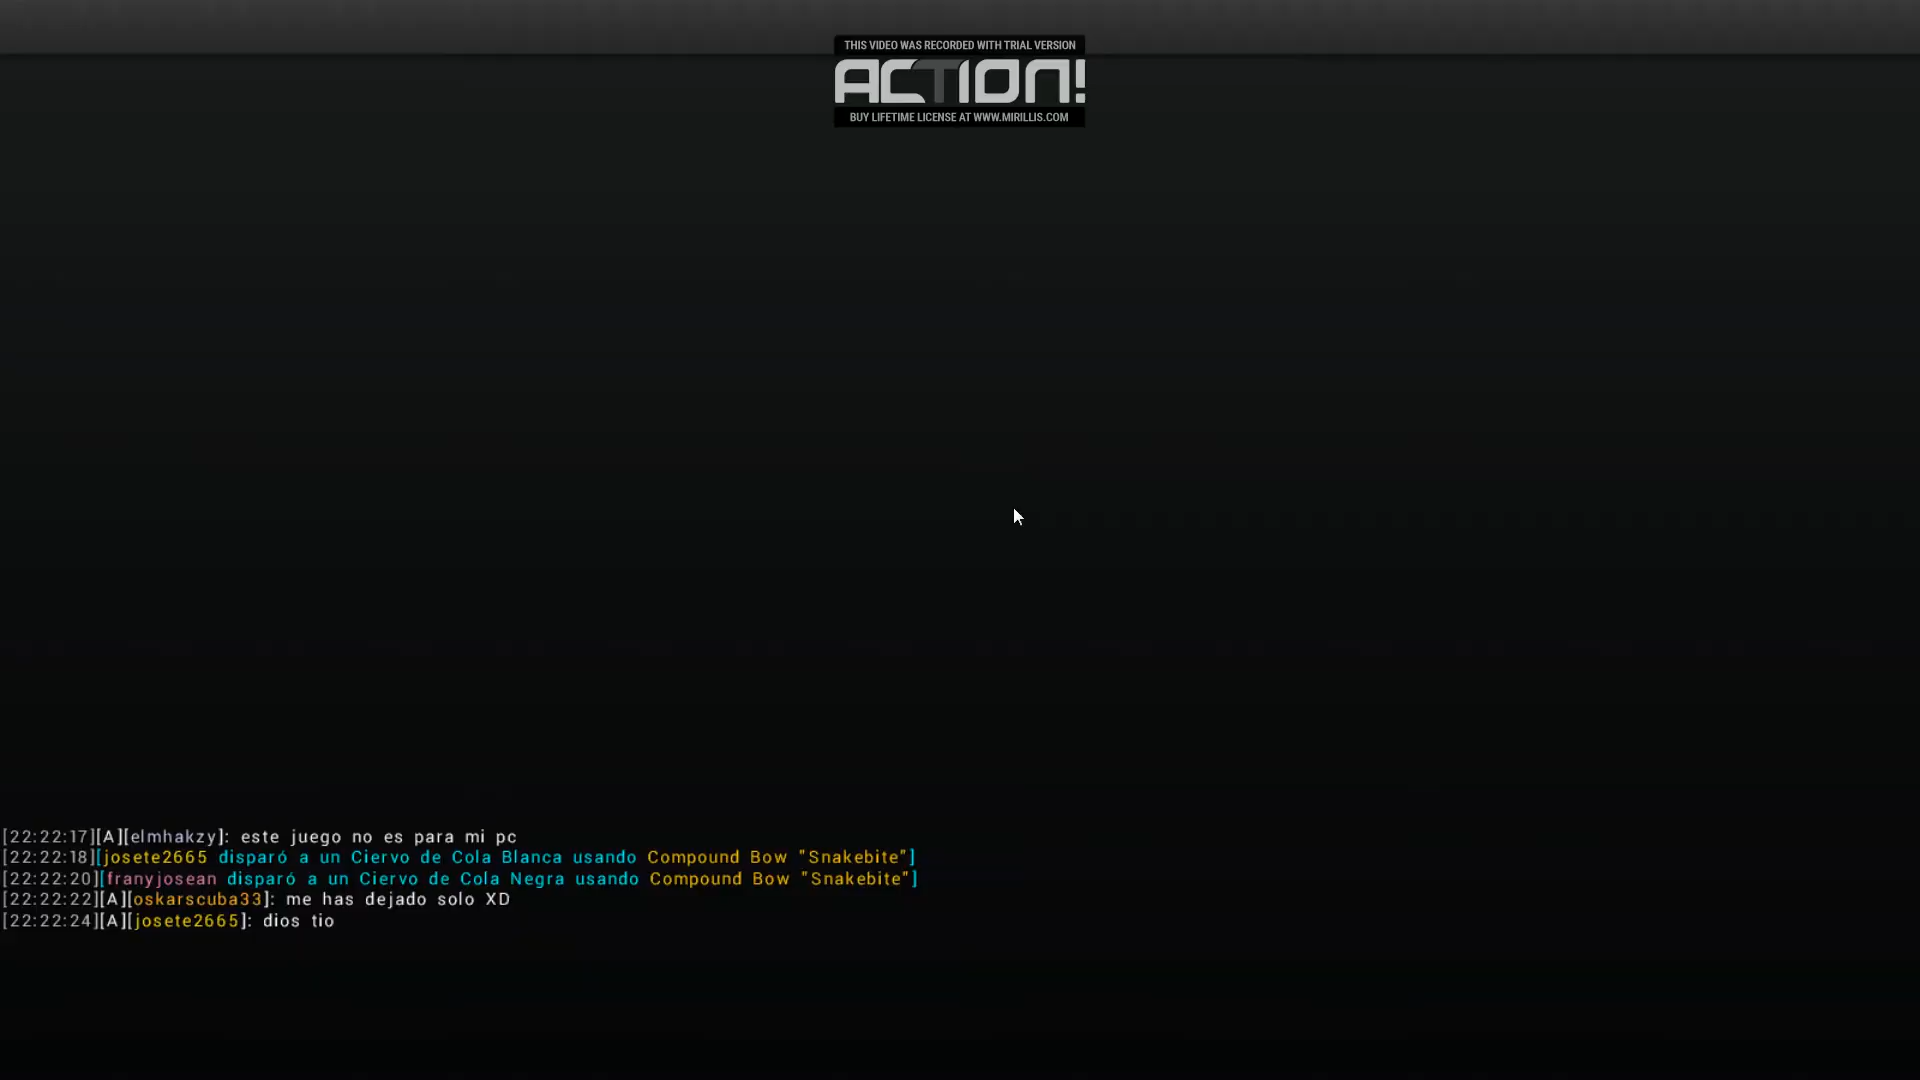 THIS VIDEO WAS RECORDED WITH TRIAL VERSION
ACTION!
BUY LIFETIME LICENSE AT WWW.MIRILLIS.COM
[22:22:17][A][elmhakzy]: este juego no es para mi pc
[22:22:18][josete2665 disparó a un Ciervo de Cola Blanca usando Compound Bow "Snakebite"]
[22:22:20][franyjosean disparó a un Ciervo de Cola Negra usando Compound Bow "Snakebite"]
[22:22:22][A][oskarscuba33]: me has dejado solo XD
[22:22:24][A][josete2665]: dios tio